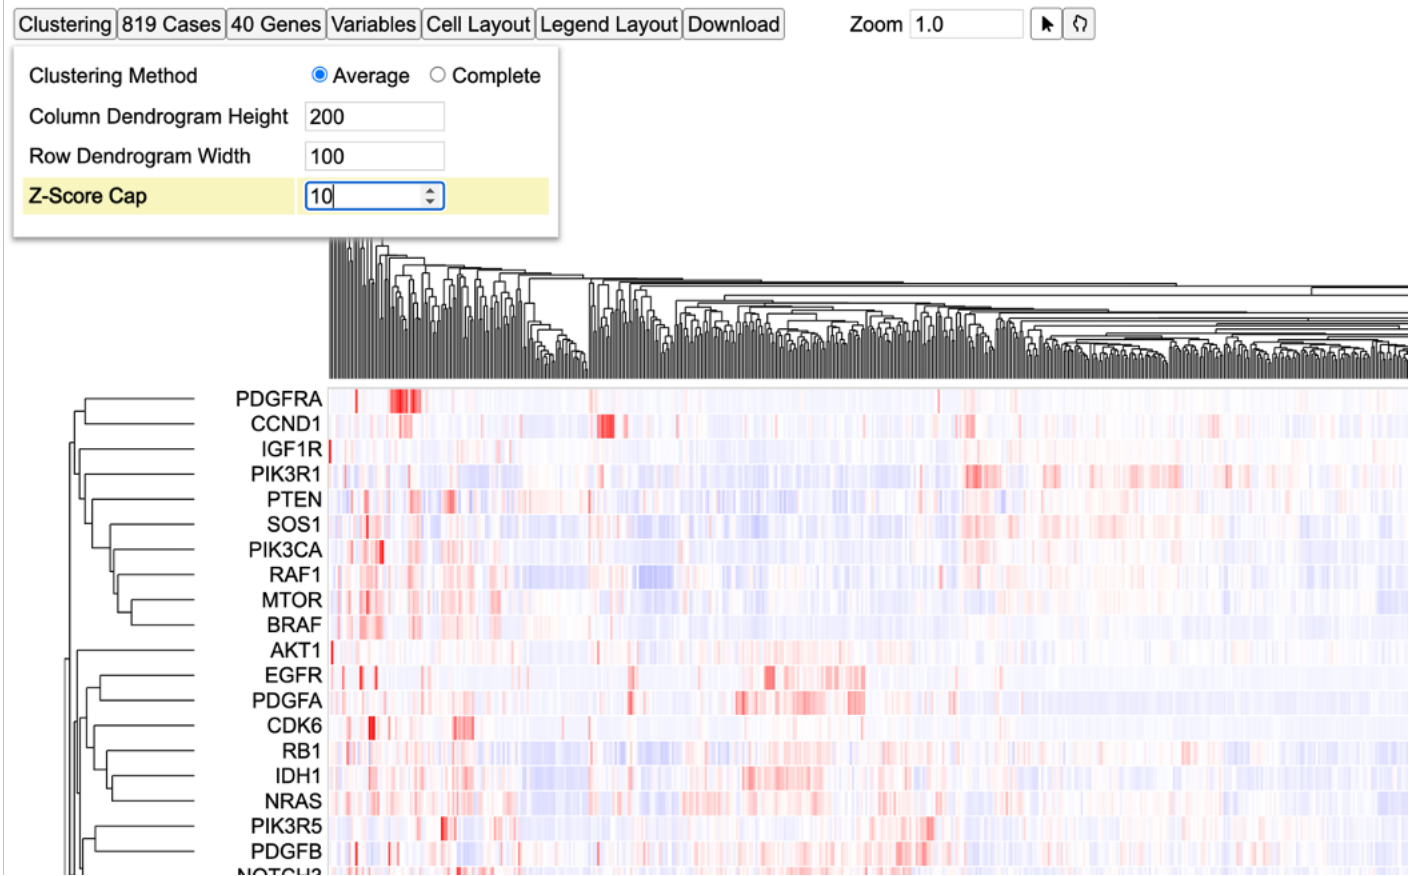 Clustering 819 Cases 40 Genes Variables Cell Layout Legend Layout Download Zoom 1.0
Clustering Method Average Complete
Column Dendrogram Height 200
Row Dendrogram Width 100
Z-Score Cap 10
PDGFRA
CCND1
IGF1R
PIK3R1
PTEN
SOS1
PIK3CA
RAF1
MTOR
BRAF
AKT1
EGFR
PDGFA
CDK6
RB1
IDH1
NRAS
PIK3R5
PDGFB